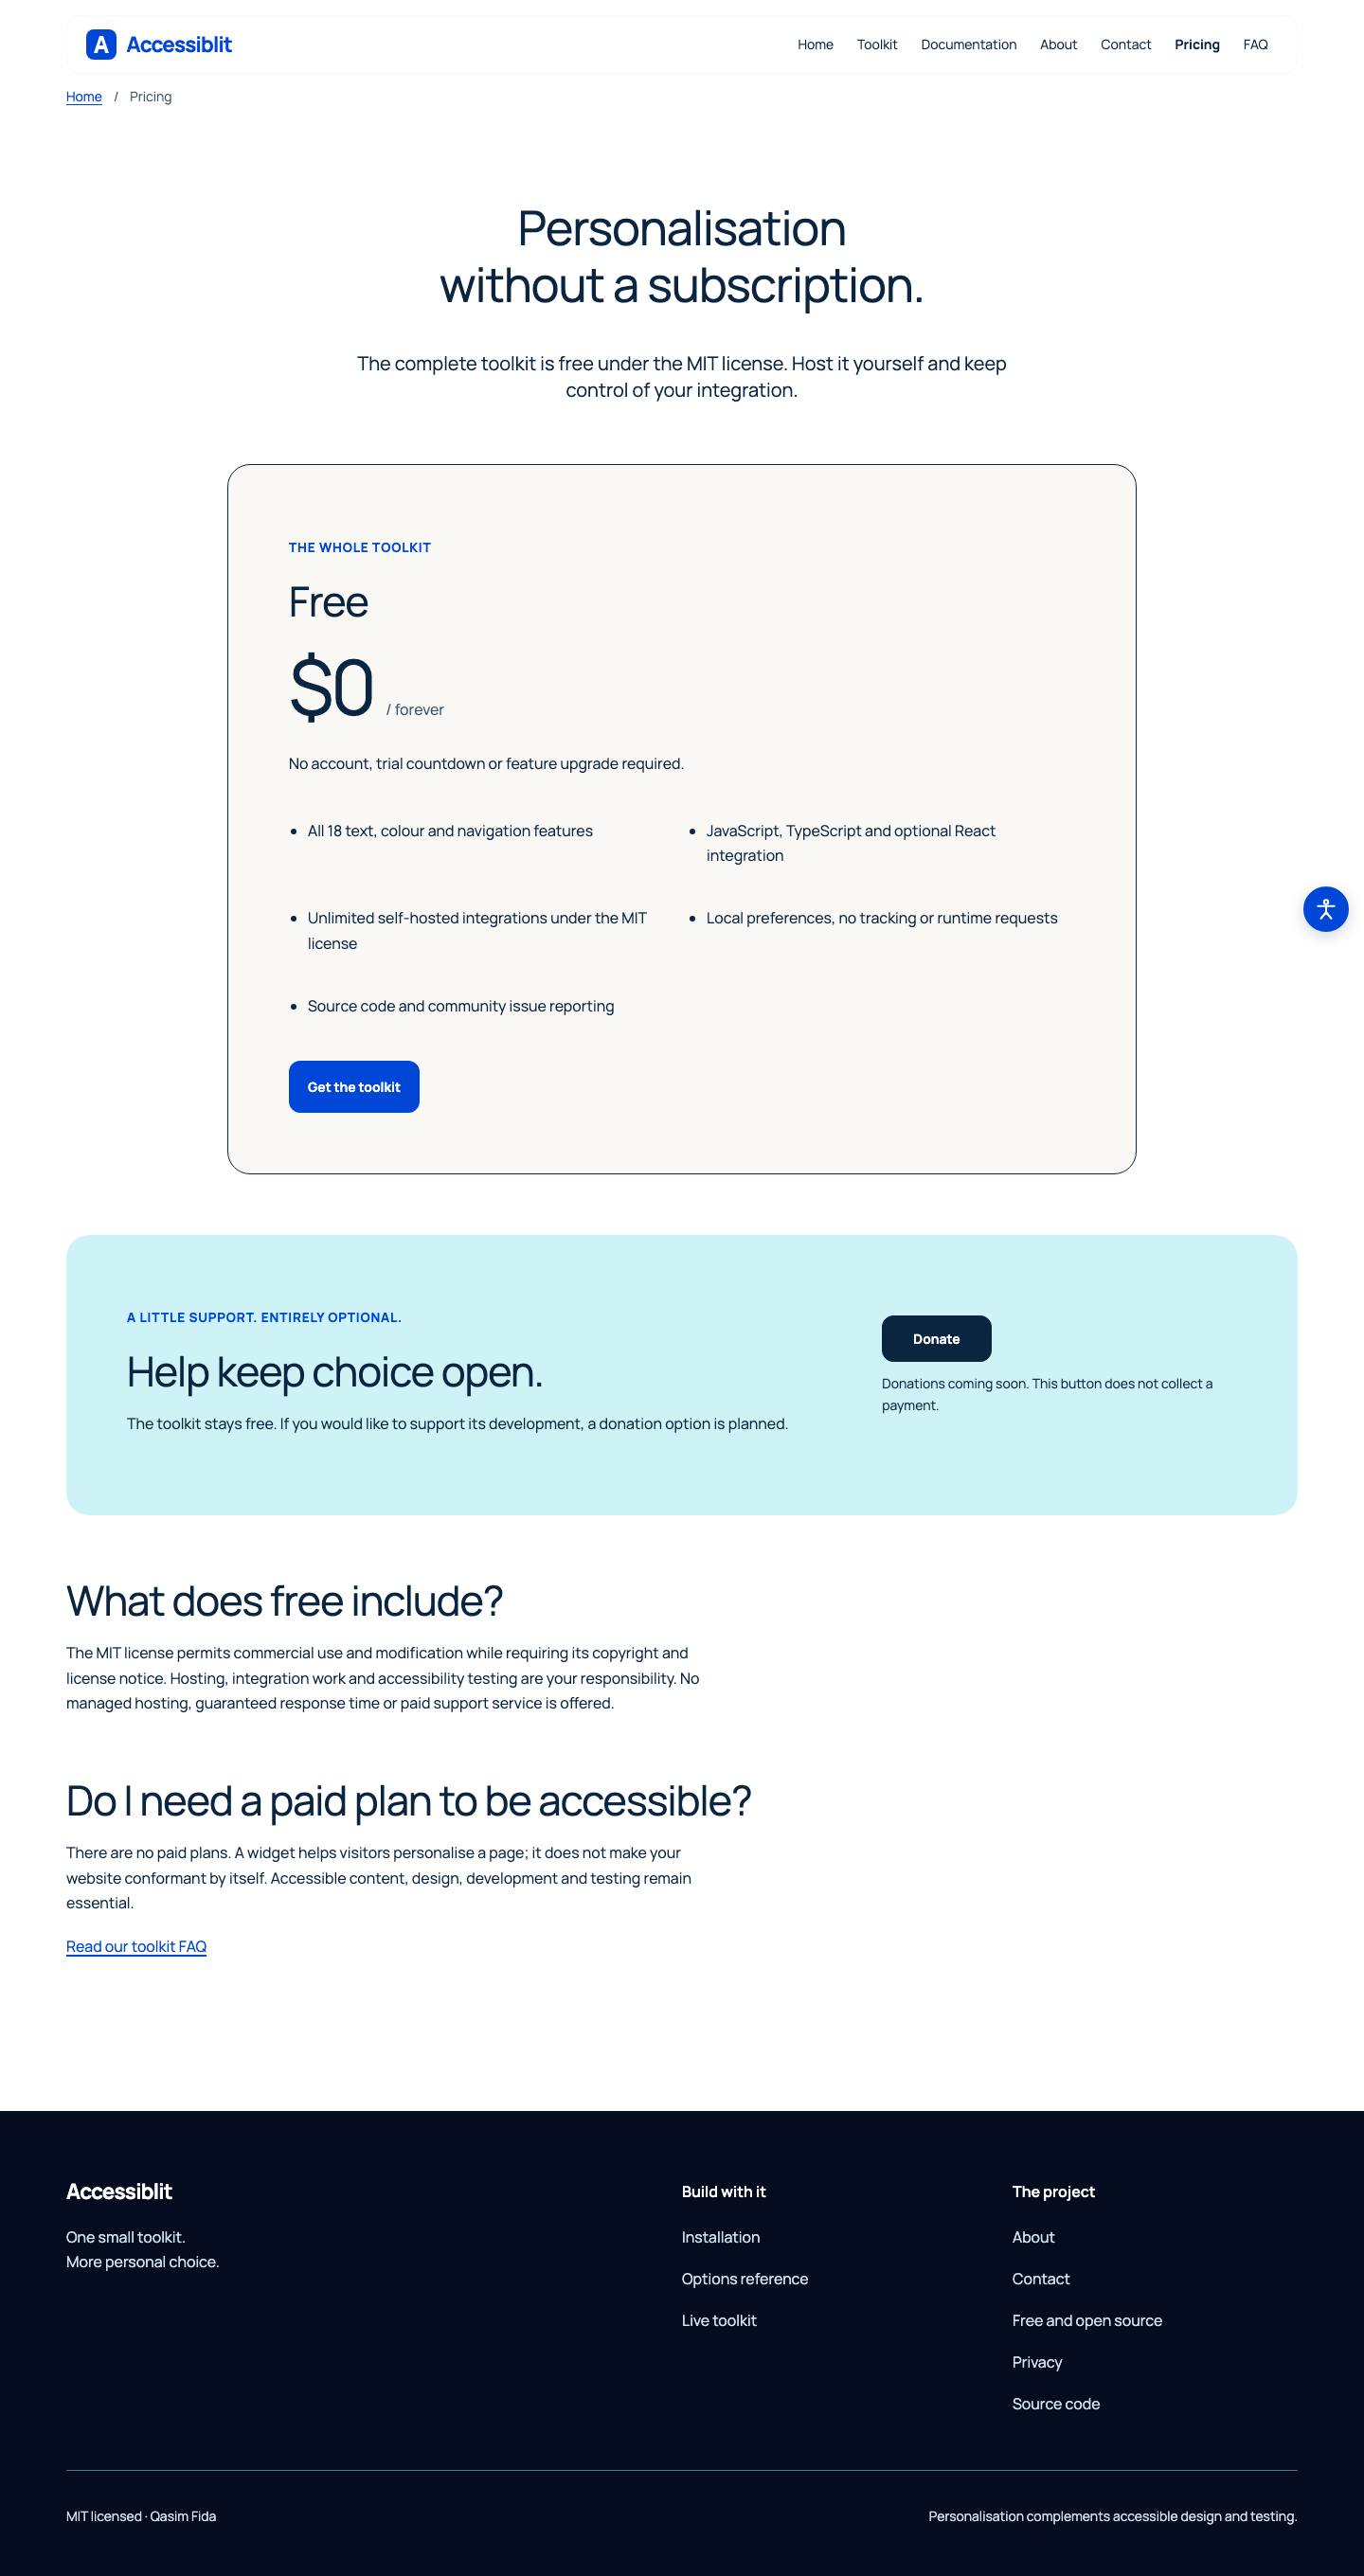 A Accessiblit
Home Toolkit Documentation About Contact Pricing FAQ
Home / Pricing
Personalisation
without a subscription.
The complete toolkit is free under the MIT license. Host it yourself and keep
control of your integration.
THE WHOLE TOOLKIT
Free
$0 / forever
No account, trial countdown or feature upgrade required.
• All 18 text, colour and navigation features
• JavaScript, TypeScript and optional React
integration
• Unlimited self-hosted integrations under the MIT
license
• Local preferences, no tracking or runtime requests
• Source code and community issue reporting
Get the toolkit
A LITTLE SUPPORT. ENTIRELY OPTIONAL.
Help keep choice open.
The toolkit stays free. If you would like to support its development, a donation option is planned.
Donate
Donations coming soon. This button does not collect a
payment.
What does free include?
The MIT license permits commercial use and modification while requiring its copyright and
license notice. Hosting, integration work and accessibility testing are your responsibility. No
managed hosting, guaranteed response time or paid support service is offered.
Do I need a paid plan to be accessible?
There are no paid plans. A widget helps visitors personalise a page; it does not make your
website conformant by itself. Accessible content, design, development and testing remain
essential.
Read our toolkit FAQ
Accessiblit
One small toolkit.
More personal choice.
Build with it
Installation
Options reference
Live toolkit
The project
About
Contact
Free and open source
Privacy
Source code
MIT licensed · Qasim Fida
Personalisation complements accessible design and testing.